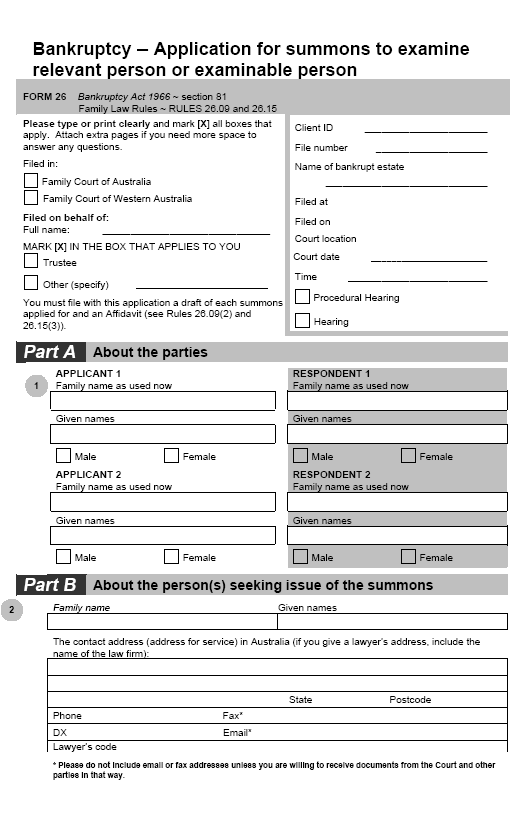 Bankruptcy – Application for summons to examine
relevant person or examinable person
FORM 26 Bankruptcy Act 1966 ~ section 81
Family Law Rules ~ RULES 26.09 and 26.15
Please type or print clearly and mark [X] all boxes that
apply. Attach extra pages if you need more space to
answer any questions.
Filed in:
Family Court of Australia
Family Court of Western Australia
Filed on behalf of:
Full name:
MARK [X] IN THE BOX THAT APPLIES TO YOU
Trustee
Other (specify)
You must file with this application a draft of each summons
applied for and an Affidavit (see Rules 26.09(2) and
26.15(3)).
Client ID
File number
Name of bankrupt estate
Filed at
Filed on
Court location
Court date
Time
Procedural Hearing
Hearing
Part A About the parties
1
APPLICANT 1
Family name as used now
Given names
Male Female
RESPONDENT 1
Family name as used now
Given names
Male Female
APPLICANT 2
Family name as used now
Given names
Male Female
RESPONDENT 2
Family name as used now
Given names
Male Female
Part B About the person(s) seeking issue of the summons
2
Family name Given names
The contact address (address for service) in Australia (if you give a lawyer's address, include the
name of the law firm):
State Postcode
Phone Fax*
DX Email*
Lawyer's code
* Please do not include email or fax addresses unless you are willing to receive documents from the Court and other
parties in that way.